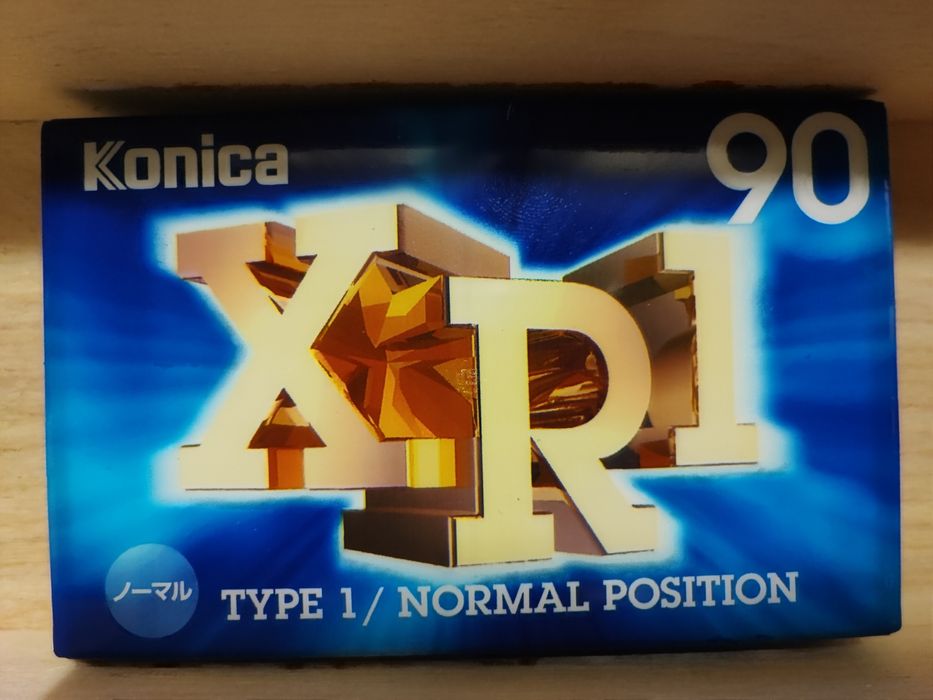 Konica
90
XR1
ノーマル
TYPE 1/ NORMAL POSITION